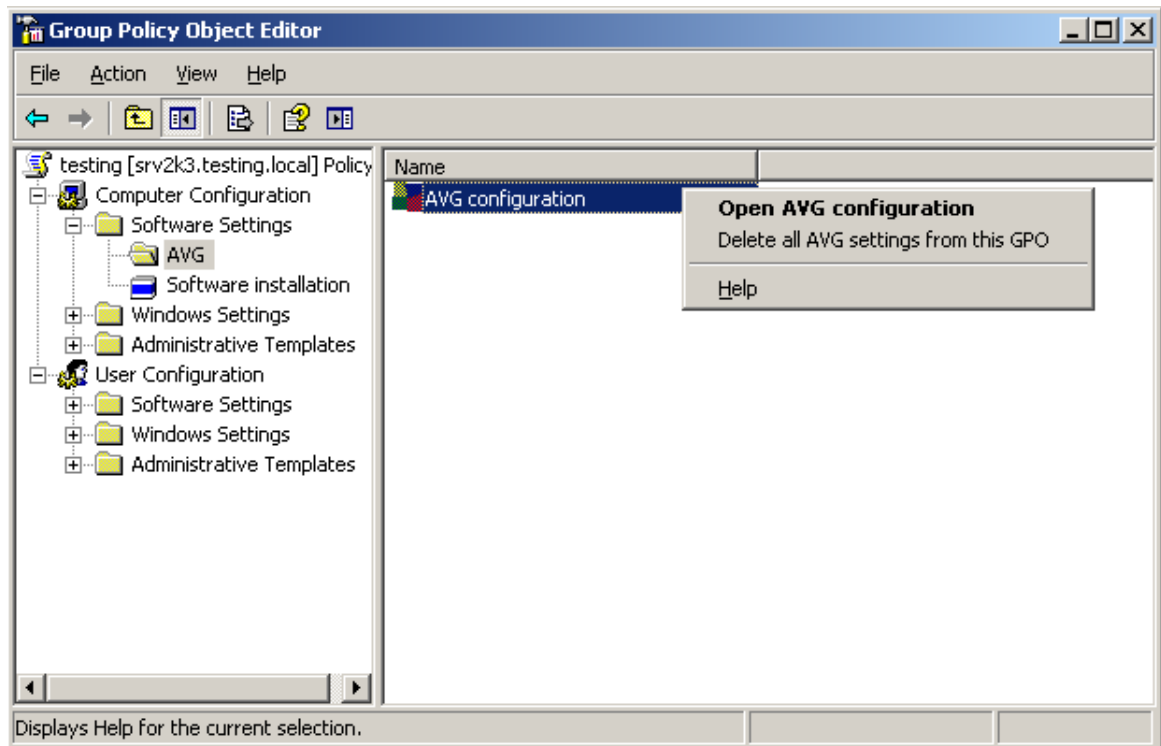 Group Policy Object Editor
File Action View Help
testing [srv2k3.testing.local] Policy
Computer Configuration
Software Settings
AVG
Software installation
Windows Settings
Administrative Templates
User Configuration
Software Settings
Windows Settings
Administrative Templates
Name
AVG configuration
Open AVG configuration
Delete all AVG settings from this GPO
Help
Displays Help for the current selection.